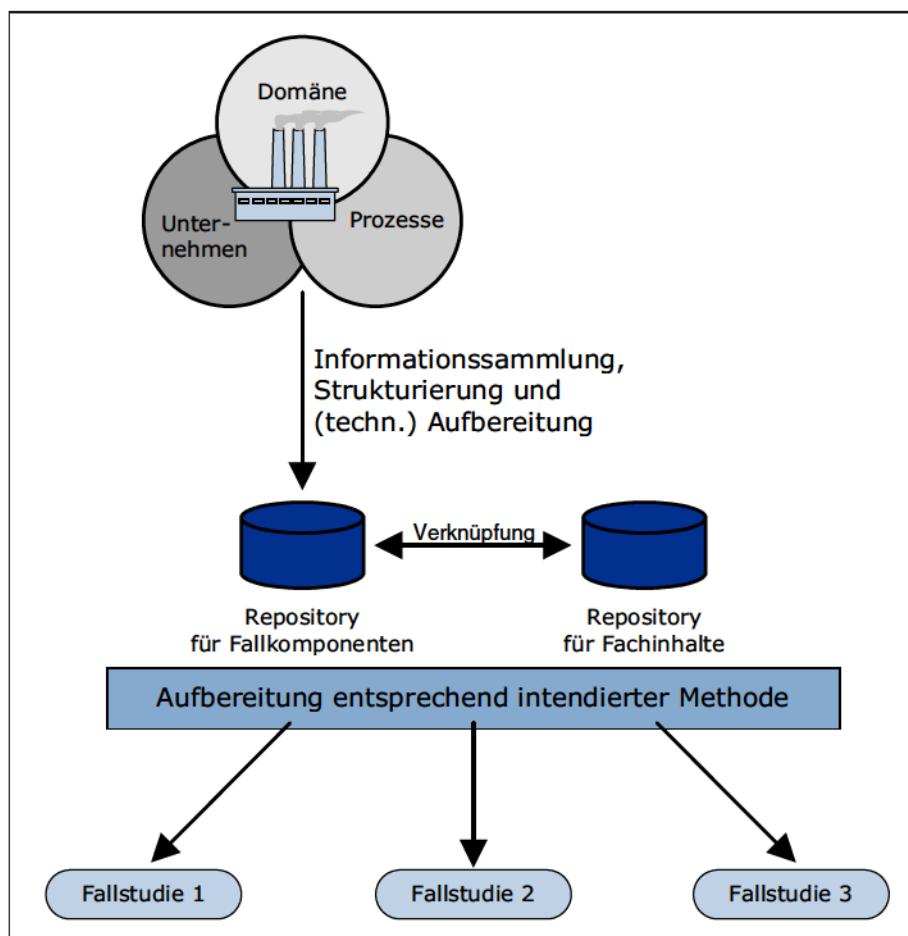 Domäne
Unter-
nehmen
Prozesse
Informationssammlung,
Strukturierung und
(techn.) Aufbereitung
Verknüpfung
Repository
für Fallkomponenten
Repository
für Fachinhalte
Aufbereitung entsprechend intendierter Methode
Fallstudie 1
Fallstudie 2
Fallstudie 3